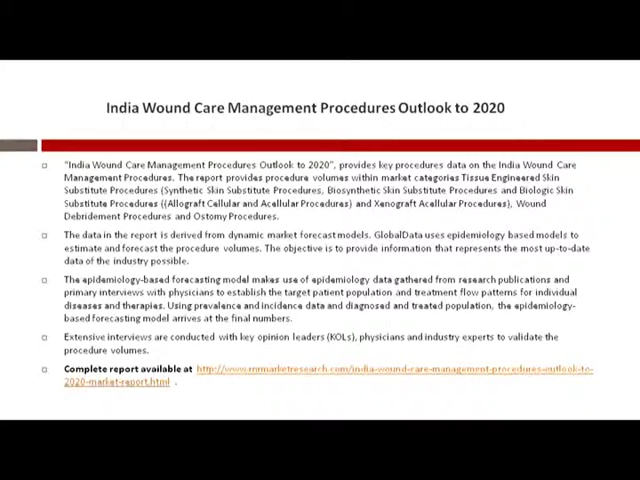 India Wound Care Management Procedures Outlook to 2020
"India Wound Care Management Procedures Outlook to 2020", provides key procedures data on the India Wound Care
Management Procedures. The report provides procedure volumes within market categories Tissue Engineered Skin
Substitute Procedures {Synthetic Skin Substitute Procedures, Biosynthetic Skin Substitute Procedures and Biologic Skin
Substitute Procedures {(Allograft Cellular and Acellular Procedures) and Xenograft Acellular Procedures}, Wound
Debridement Procedures and Ostomy Procedures.
The data in the report is derived from dynamic market forecast models. GlobalData uses epidemiology based models to
estimate and forecast the procedure volumes. The objective is to provide information that represents the most up-to-date
data of the industry possible.
The epidemiology-based forecasting model makes use of epidemiology data gathered from research publications and
primary interviews with physicians to establish the target patient population and treatment flow patterns for individual
diseases and therapies. Using prevalence and incidence data and diagnosed and treated population, the epidemiology-
based forecasting model arrives at the final numbers.
Extensive interviews are conducted with key opinion leaders (KOLs), physicians and industry experts to validate the
procedure volumes.
Complete report available at http://www.rnrmarketresearch.com/india-wound-care-management-procedures-outlook-to-
2020-market-report.html .